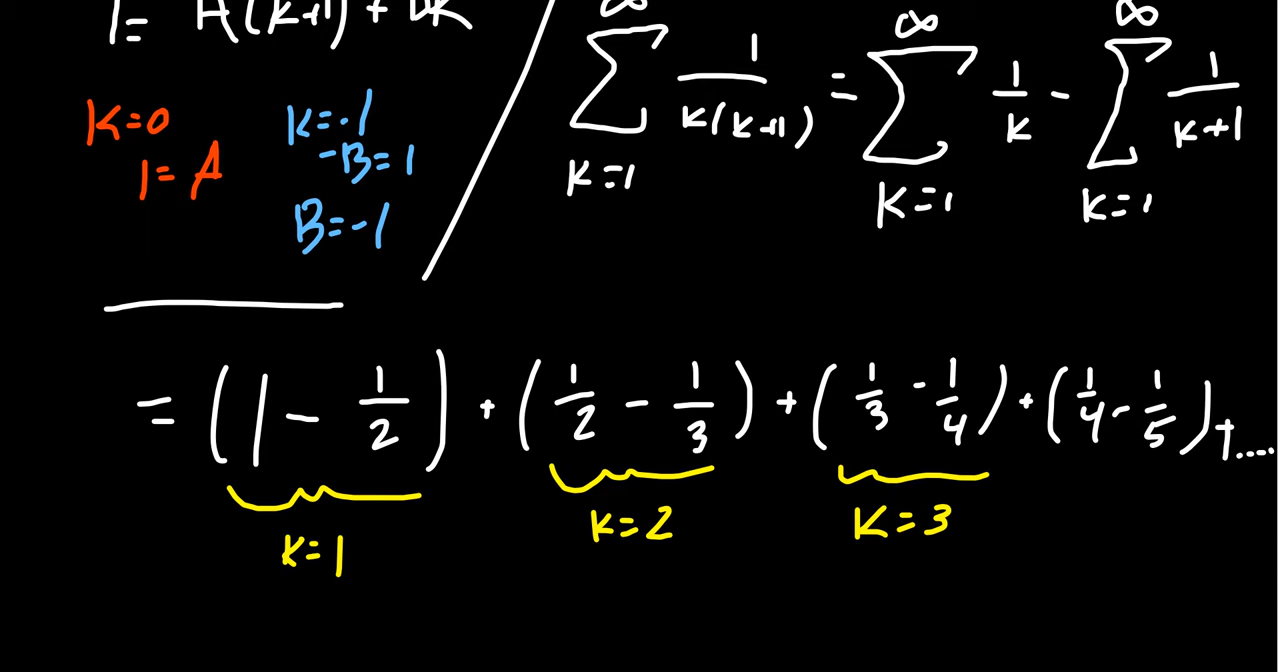 1= A(k+1) + Bk
K=0
1= A
K=-1
-B=1
B=-1
∞ ∑ K=1 1/k(k+1) = ∞ ∑ K=1 1/k - ∞ ∑ K=1 1/k+1
= (1 - 1/2) + (1/2 - 1/3) + (1/3 - 1/4) + (1/4 - 1/5) + ....
K=1 K=2 K=3